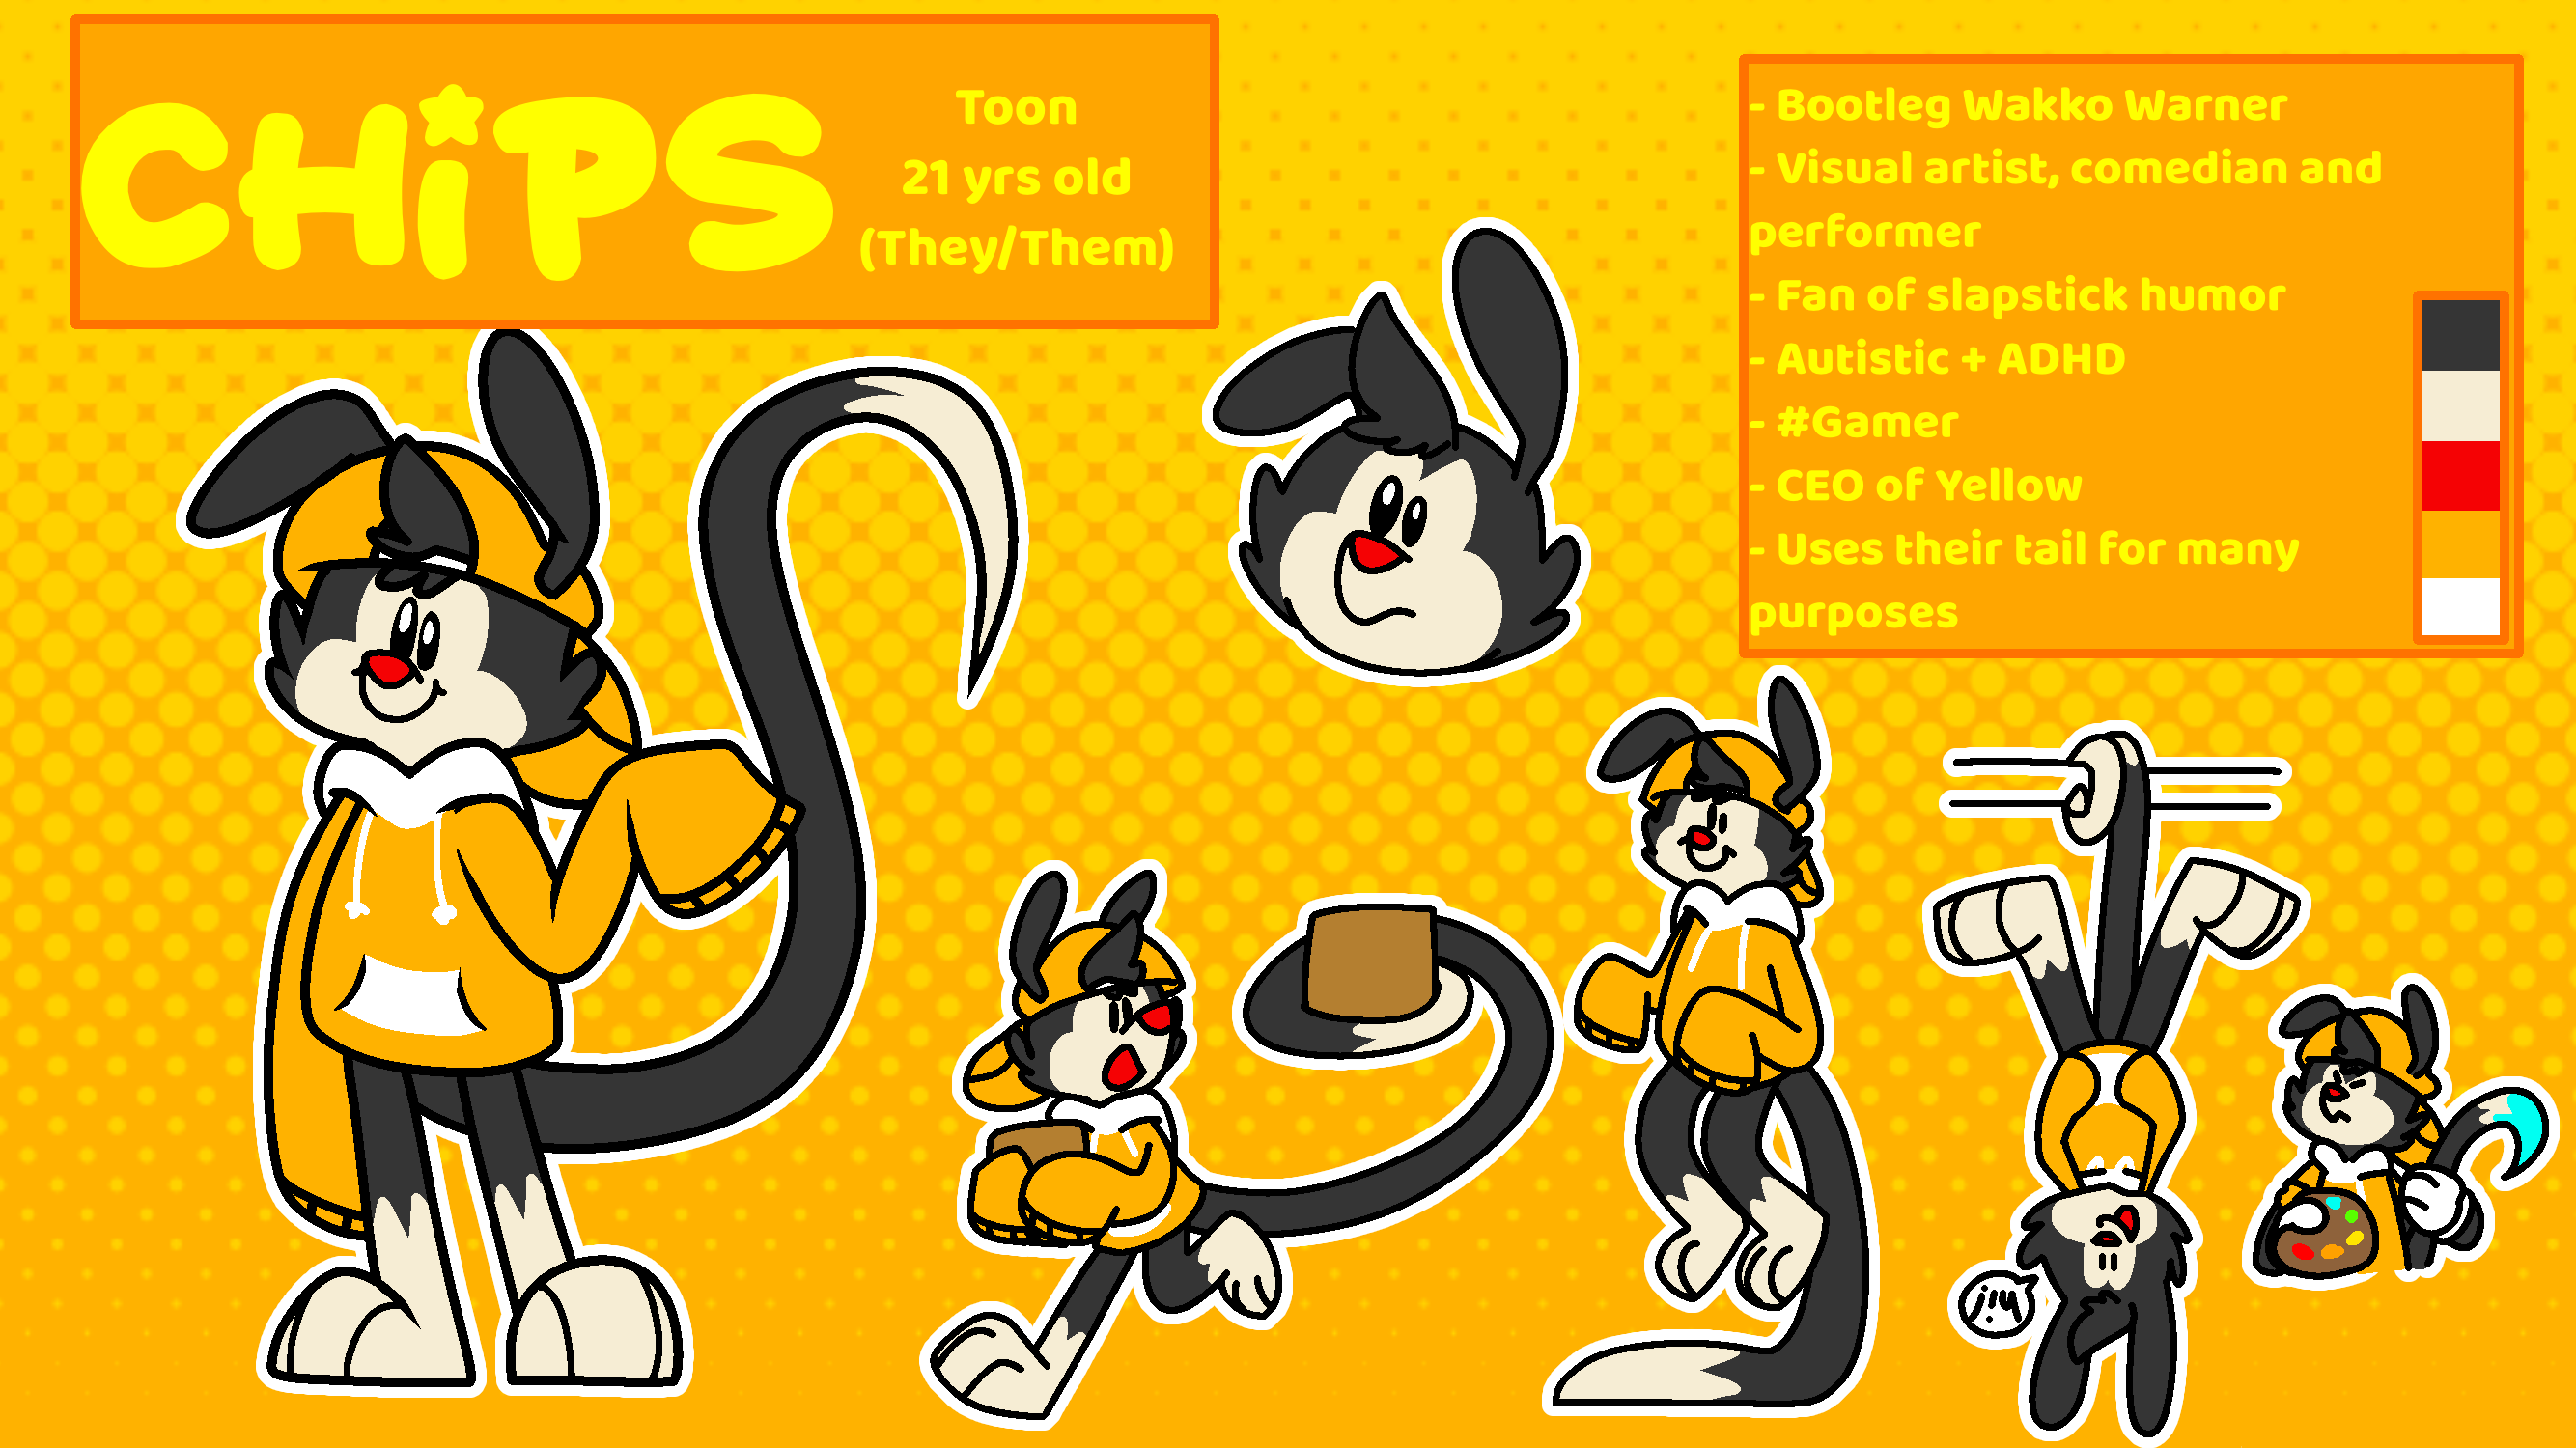 CHiPS
Toon
21 yrs old
(They/Them)
- Bootleg Wakko Warner
- Visual artist, comedian and
performer
- Fan of slapstick humor
- Autistic + ADHD
- #Gamer
- CEO of Yellow
- Uses their tail for many
purposes
hi!